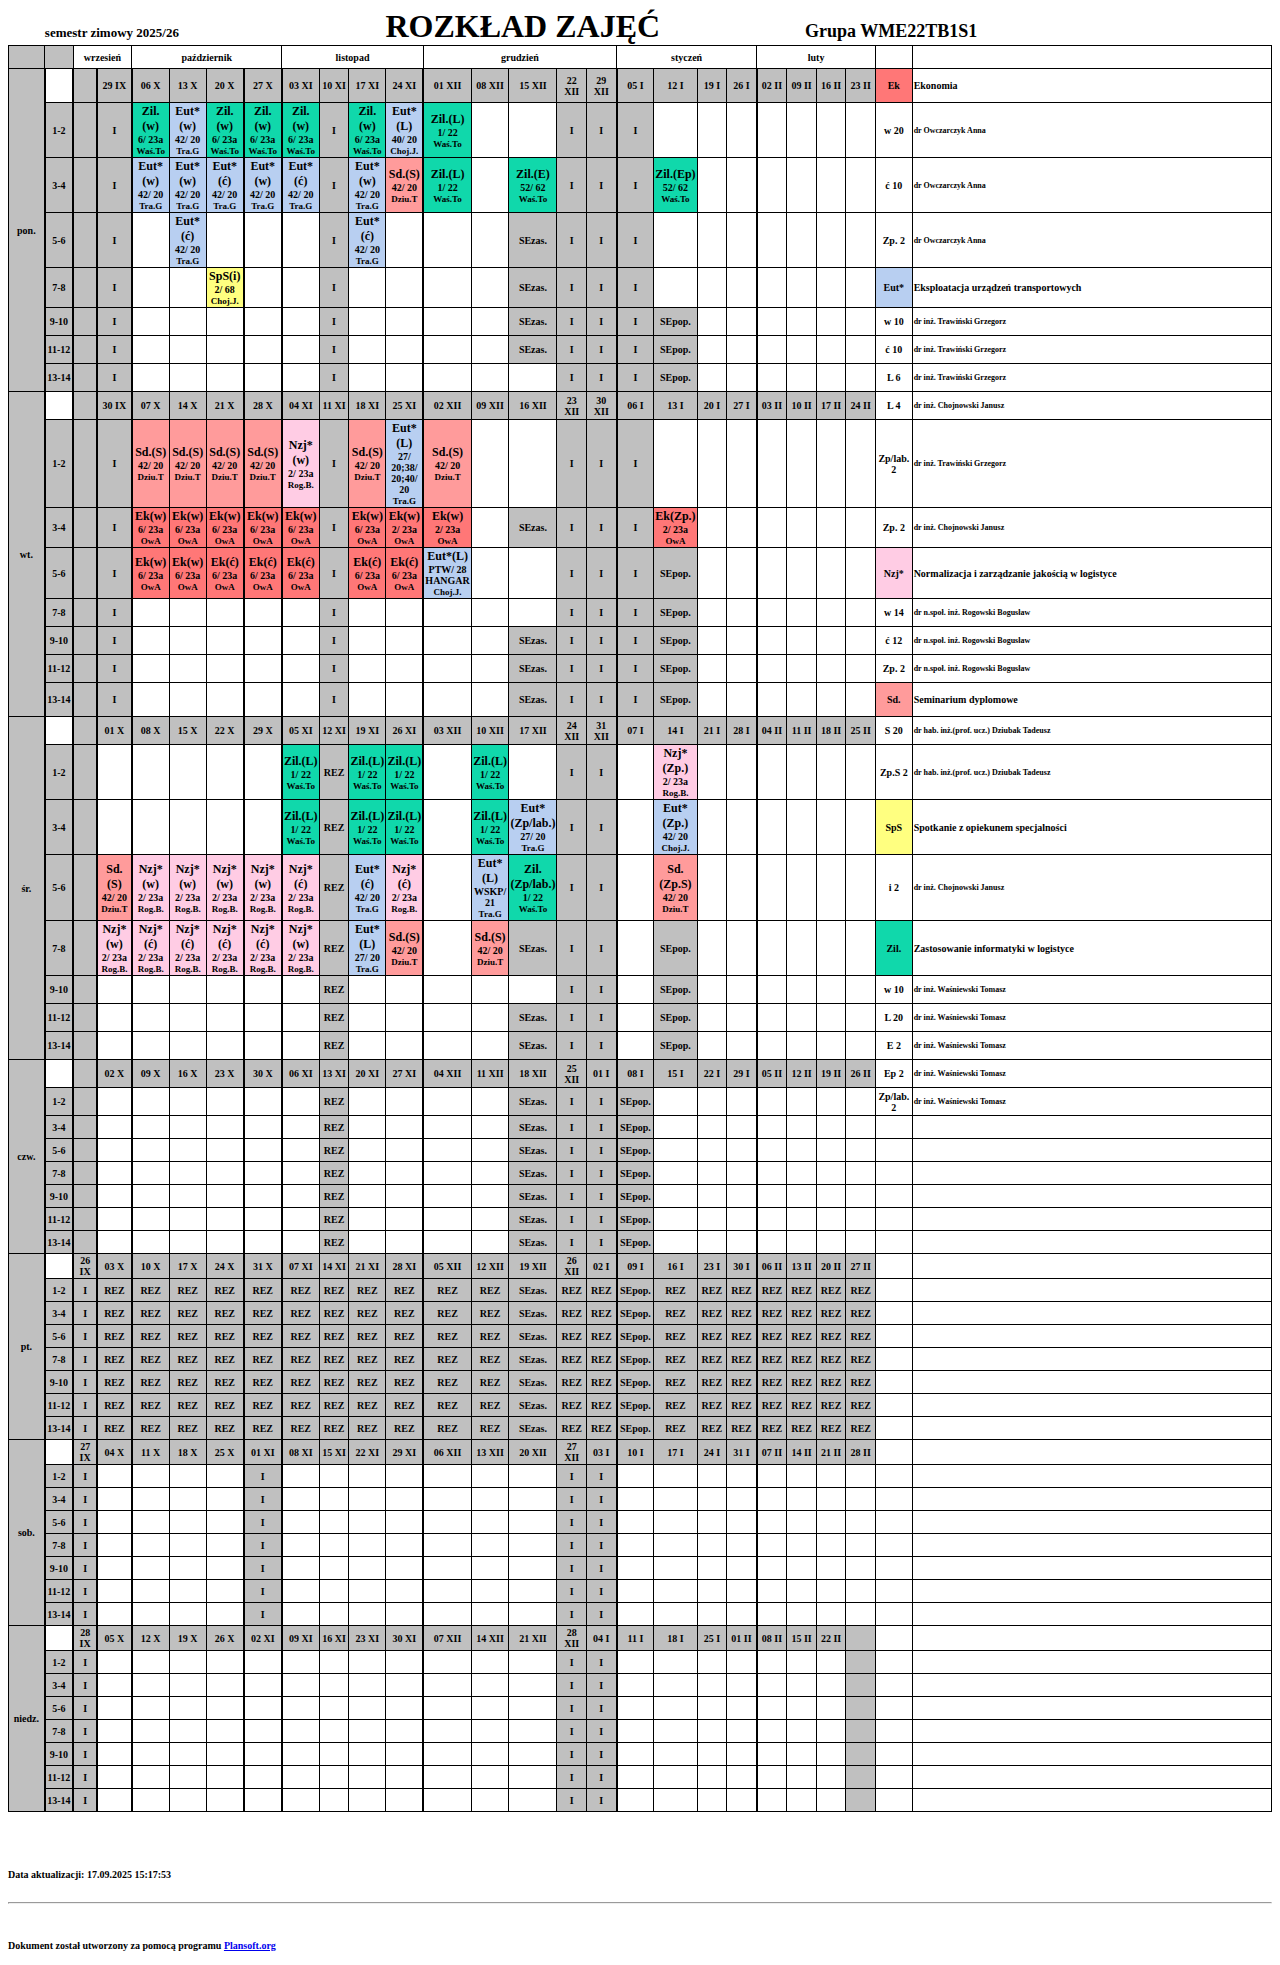 semestr zimowy 2025/26 ROZKŁAD ZAJĘĆ Grupa WME22TB1S1
wrzesień październik listopad grudzień styczeń luty
pon. 29 IX 06 X 13 X 20 X 27 X 03 XI 10 XI 17 XI 24 XI 01 XII 08 XII 15 XII 22 XII 29 XII 05 I 12 I 19 I 26 I 02 II 09 II 16 II 23 II Ek Ekonomia
1-2 I Zil.(w) 6/ 23a Waś.To Eut*(w) 42/ 20 Tra.G Zil.(w) 6/ 23a Waś.To Zil.(w) 6/ 23a Waś.To Zil.(w) 6/ 23a Waś.To I Zil.(w) 6/ 23a Waś.To Eut*(L) 40/ 20 Choj.J. Zil.(L) 1/ 22 Waś.To I I I w 20 dr Owczarczyk Anna
3-4 I Eut*(w) 42/ 20 Tra.G Eut*(w) 42/ 20 Tra.G Eut*(ć) 42/ 20 Tra.G Eut*(w) 42/ 20 Tra.G Eut*(ć) 42/ 20 Tra.G I Eut*(w) 42/ 20 Tra.G Sd.(S) 42/ 20 Dziu.T Zil.(L) 1/ 22 Waś.To Zil.(E) 52/ 62 Waś.To I I I Zil.(Ep) 52/ 62 Waś.To ć 10 dr Owczarczyk Anna
5-6 I Eut*(ć) 42/ 20 Tra.G I Eut*(ć) 42/ 20 Tra.G SEzas. I I I Zp. 2 dr Owczarczyk Anna
7-8 I SpS(i) 2/ 68 Choj.J. I SEzas. I I I Eut* Eksploatacja urządzeń transportowych
9-10 I I SEzas. I I I SEpop. w 10 dr inż. Trawiński Grzegorz
11-12 I I SEzas. I I I SEpop. ć 10 dr inż. Trawiński Grzegorz
13-14 I I I I I SEpop. L 6 dr inż. Trawiński Grzegorz
wt. 30 IX 07 X 14 X 21 X 28 X 04 XI 11 XI 18 XI 25 XI 02 XII 09 XII 16 XII 23 XII 30 XII 06 I 13 I 20 I 27 I 03 II 10 II 17 II 24 II L 4 dr inż. Chojnowski Janusz
1-2 I Sd.(S) 42/ 20 Dziu.T Sd.(S) 42/ 20 Dziu.T Sd.(S) 42/ 20 Dziu.T Sd.(S) 42/ 20 Dziu.T Nzj*(w) 2/ 23a Rog.B. I Sd.(S) 42/ 20 Dziu.T Eut*(L) 27/ 20;38/ 20;40/ 20 Tra.G Sd.(S) 42/ 20 Dziu.T I I I Zp/lab. 2 dr inż. Trawiński Grzegorz
3-4 I Ek(w) 6/ 23a OwA Ek(w) 6/ 23a OwA Ek(w) 6/ 23a OwA Ek(w) 6/ 23a OwA Ek(w) 6/ 23a OwA I Ek(w) 6/ 23a OwA Ek(w) 2/ 23a OwA Ek(w) 2/ 23a OwA SEzas. I I I Ek(Zp.) 2/ 23a OwA Zp. 2 dr inż. Chojnowski Janusz
5-6 I Ek(w) 6/ 23a OwA Ek(w) 6/ 23a OwA Ek(ć) 6/ 23a OwA Ek(ć) 6/ 23a OwA Ek(ć) 6/ 23a OwA I Ek(ć) 6/ 23a OwA Ek(ć) 6/ 23a OwA Eut*(L) PTW/ 28 HANGAR Choj.J. I I I SEpop. Nzj* Normalizacja i zarządzanie jakością w logistyce
7-8 I I I I I SEpop. w 14 dr n.społ. inż. Rogowski Bogusław
9-10 I I SEzas. I I I SEpop. ć 12 dr n.społ. inż. Rogowski Bogusław
11-12 I I SEzas. I I I SEpop. Zp. 2 dr n.społ. inż. Rogowski Bogusław
13-14 I I SEzas. I I I SEpop. Sd. Seminarium dyplomowe
śr. 01 X 08 X 15 X 22 X 29 X 05 XI 12 XI 19 XI 26 XI 03 XII 10 XII 17 XII 24 XII 31 XII 07 I 14 I 21 I 28 I 04 II 11 II 18 II 25 II S 20 dr hab. inż.(prof. ucz.) Dziubak Tadeusz
1-2 Zil.(L) 1/ 22 Waś.To REZ Zil.(L) 1/ 22 Waś.To Zil.(L) 1/ 22 Waś.To Zil.(L) 1/ 22 Waś.To I I Nzj*(Zp.) 2/ 23a Rog.B. Zp.S 2 dr hab. inż.(prof. ucz.) Dziubak Tadeusz
3-4 Zil.(L) 1/ 22 Waś.To REZ Zil.(L) 1/ 22 Waś.To Zil.(L) 1/ 22 Waś.To Zil.(L) 1/ 22 Waś.To Eut*(Zp/lab.) 27/ 20 Tra.G I I Eut*(Zp.) 42/ 20 Choj.J. SpS Spotkanie z opiekunem specjalności
5-6 Sd.(S) 42/ 20 Dziu.T Nzj*(w) 2/ 23a Rog.B. Nzj*(w) 2/ 23a Rog.B. Nzj*(w) 2/ 23a Rog.B. Nzj*(w) 2/ 23a Rog.B. Nzj*(ć) 2/ 23a Rog.B. REZ Eut*(ć) 42/ 20 Tra.G Nzj*(ć) 2/ 23a Rog.B. Eut*(L) WSKP/ 21 Tra.G Zil.(Zp/lab.) 1/ 22 Waś.To I I Sd.(Zp.S) 42/ 20 Dziu.T i 2 dr inż. Chojnowski Janusz
7-8 Nzj*(w) 2/ 23a Rog.B. Nzj*(ć) 2/ 23a Rog.B. Nzj*(ć) 2/ 23a Rog.B. Nzj*(ć) 2/ 23a Rog.B. Nzj*(ć) 2/ 23a Rog.B. Nzj*(w) 2/ 23a Rog.B. REZ Eut*(L) 27/ 20 Tra.G Sd.(S) 42/ 20 Dziu.T Sd.(S) 42/ 20 Dziu.T SEzas. I I SEpop. Zil. Zastosowanie informatyki w logistyce
9-10 REZ I I SEpop. w 10 dr inż. Waśniewski Tomasz
11-12 REZ SEzas. I I SEpop. L 20 dr inż. Waśniewski Tomasz
13-14 REZ SEzas. I I SEpop. E 2 dr inż. Waśniewski Tomasz
czw. 02 X 09 X 16 X 23 X 30 X 06 XI 13 XI 20 XI 27 XI 04 XII 11 XII 18 XII 25 XII 01 I 08 I 15 I 22 I 29 I 05 II 12 II 19 II 26 II Ep 2 dr inż. Waśniewski Tomasz
1-2 REZ SEzas. I I SEpop. Zp/lab. 2 dr inż. Waśniewski Tomasz
3-4 REZ SEzas. I I SEpop.
5-6 REZ SEzas. I I SEpop.
7-8 REZ SEzas. I I SEpop.
9-10 REZ SEzas. I I SEpop.
11-12 REZ SEzas. I I SEpop.
13-14 REZ SEzas. I I SEpop.
pt. 26 IX 03 X 10 X 17 X 24 X 31 X 07 XI 14 XI 21 XI 28 XI 05 XII 12 XII 19 XII 26 XII 02 I 09 I 16 I 23 I 30 I 06 II 13 II 20 II 27 II
1-2 I REZ REZ REZ REZ REZ REZ REZ REZ REZ REZ REZ SEzas. REZ REZ SEpop. REZ REZ REZ REZ REZ REZ REZ
3-4 I REZ REZ REZ REZ REZ REZ REZ REZ REZ REZ REZ SEzas. REZ REZ SEpop. REZ REZ REZ REZ REZ REZ REZ
5-6 I REZ REZ REZ REZ REZ REZ REZ REZ REZ REZ REZ SEzas. REZ REZ SEpop. REZ REZ REZ REZ REZ REZ REZ
7-8 I REZ REZ REZ REZ REZ REZ REZ REZ REZ REZ REZ SEzas. REZ REZ SEpop. REZ REZ REZ REZ REZ REZ REZ
9-10 I REZ REZ REZ REZ REZ REZ REZ REZ REZ REZ REZ SEzas. REZ REZ SEpop. REZ REZ REZ REZ REZ REZ REZ
11-12 I REZ REZ REZ REZ REZ REZ REZ REZ REZ REZ REZ SEzas. REZ REZ SEpop. REZ REZ REZ REZ REZ REZ REZ
13-14 I REZ REZ REZ REZ REZ REZ REZ REZ REZ REZ REZ SEzas. REZ REZ SEpop. REZ REZ REZ REZ REZ REZ REZ
sob. 27 IX 04 X 11 X 18 X 25 X 01 XI 08 XI 15 XI 22 XI 29 XI 06 XII 13 XII 20 XII 27 XII 03 I 10 I 17 I 24 I 31 I 07 II 14 II 21 II 28 II
1-2 I I I I
3-4 I I I I
5-6 I I I I
7-8 I I I I
9-10 I I I I
11-12 I I I I
13-14 I I I I
niedz. 28 IX 05 X 12 X 19 X 26 X 02 XI 09 XI 16 XI 23 XI 30 XI 07 XII 14 XII 21 XII 28 XII 04 I 11 I 18 I 25 I 01 II 08 II 15 II 22 II
1-2 I I I
3-4 I I I
5-6 I I I
7-8 I I I
9-10 I I I
11-12 I I I
13-14 I I I
Data aktualizacji: 17.09.2025 15:17:53
Dokument został utworzony za pomocą programu Plansoft.org